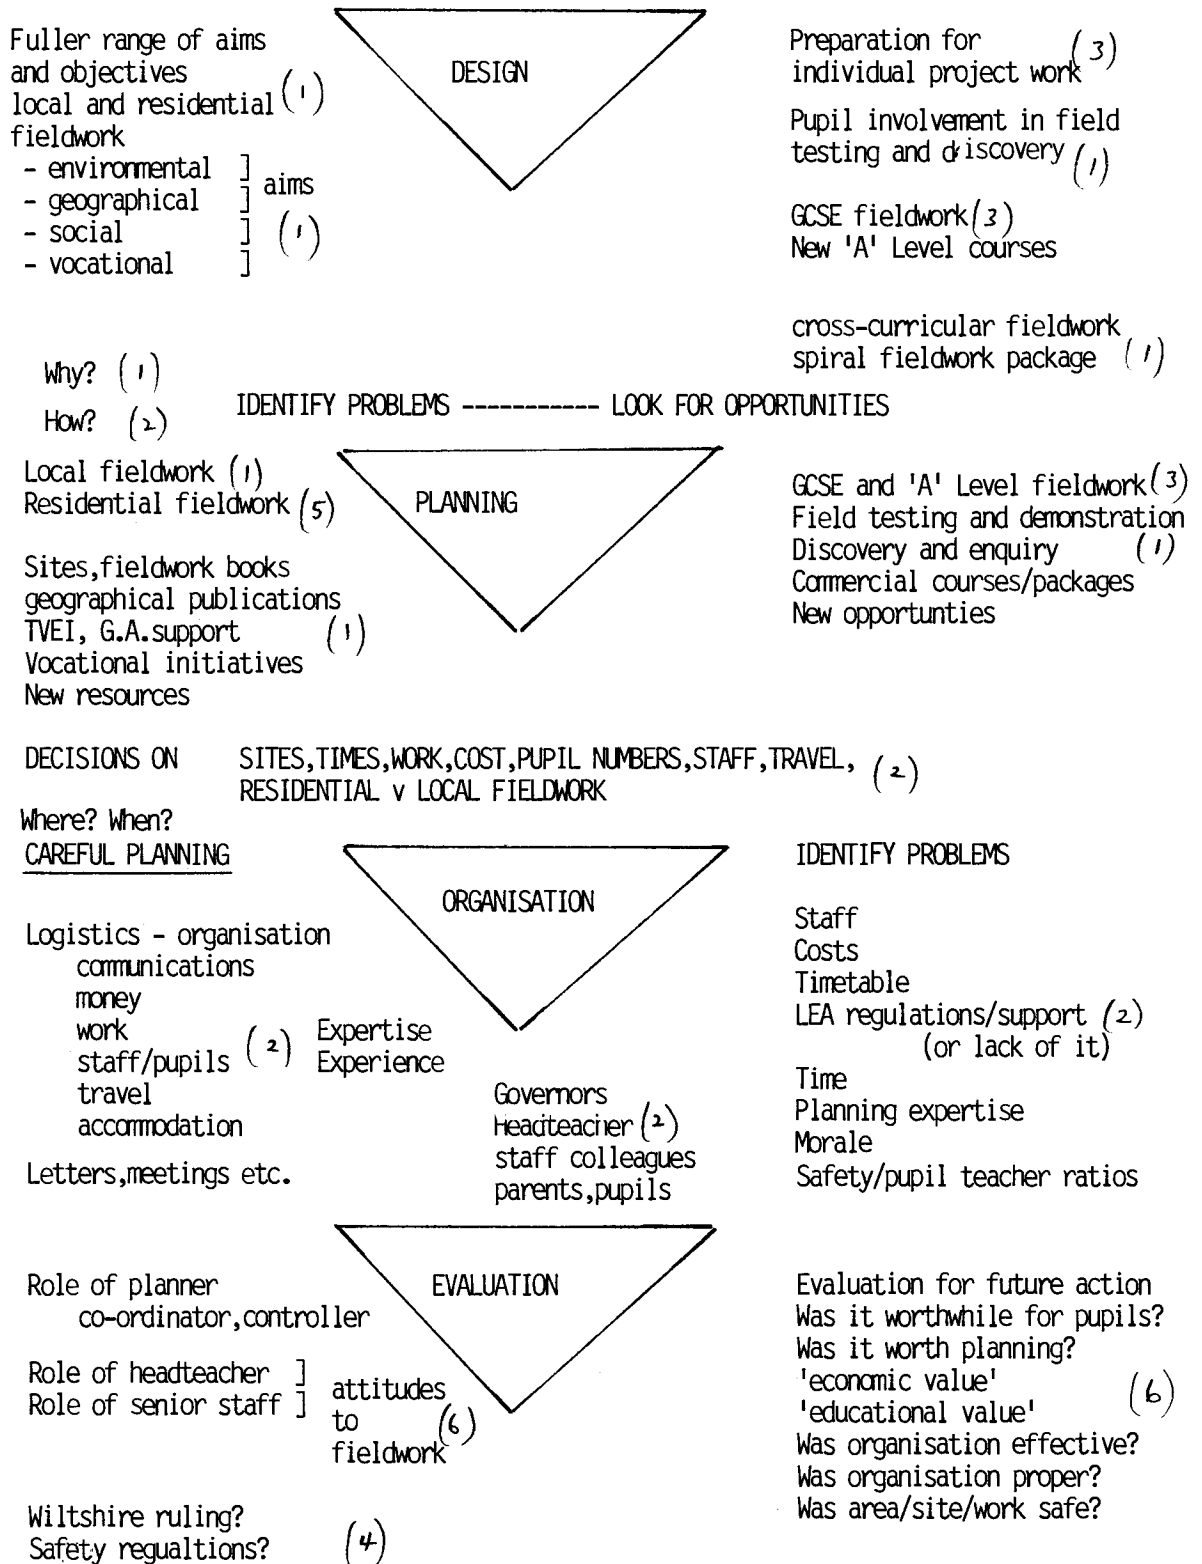 Fuller range of aims
and objectives
local and residential (1)
fieldwork
- environmental ]
- geographical ] aims
- social ] (1)
- vocational ]
DESIGN
Preparation for
individual project work (3)
Pupil involvement in field
testing and discovery (1)
GCSE fieldwork (3)
New 'A' Level courses
cross-curricular fieldwork
spiral fieldwork package (1)
Why? (1)
How? (2)
IDENTIFY PROBLEMS ----------- LOOK FOR OPPORTUNITIES
Local fieldwork (1)
Residential fieldwork (5)
Sites,fieldwork books
geographical publications
TVEI, G.A.support (1)
Vocational initiatives
New resources
PLANNING
GCSE and 'A' Level fieldwork (3)
Field testing and demonstration
Discovery and enquiry (1)
Commercial courses/packages
New opportunties
DECISIONS ON SITES,TIMES,WORK,COST,PUPIL NUMBERS,STAFF,TRAVEL, (2)
RESIDENTIAL v LOCAL FIELDWORK
Where? When?
CAREFUL PLANNING
Logistics - organisation
communications
money
work
staff/pupils (2)
travel
accommodation
Expertise
Experience
Letters,meetings etc.
ORGANISATION
Governors
Headteacher (2)
staff colleagues
parents,pupils
IDENTIFY PROBLEMS
Staff
Costs
Timetable
LEA regulations/support (2)
(or lack of it)
Time
Planning expertise
Morale
Safety/pupil teacher ratios
Role of planner
co-ordinator,controller
Role of headteacher ]
Role of senior staff ]
attitudes
to (6)
fieldwork
Wiltshire ruling?
Safety regualtions? (4)
EVALUATION
Evaluation for future action
Was it worthwhile for pupils?
Was it worth planning?
'economic value'
'educational value' (6)
Was organisation effective?
Was organisation proper?
Was area/site/work safe?